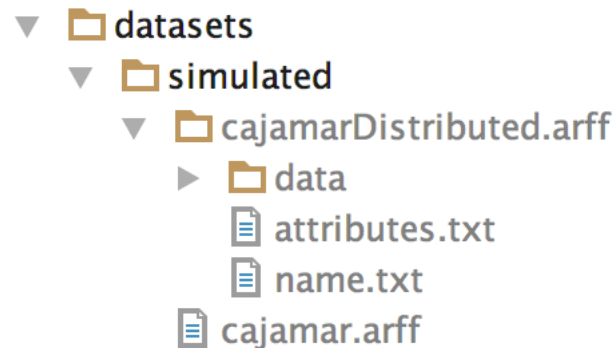 datasets
simulated
cajamarDistributed.arff
data
attributes.txt
name.txt
cajamar.arff